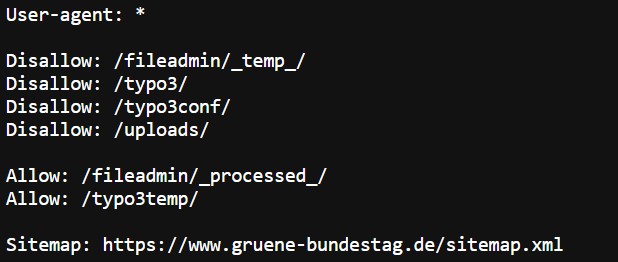 User-agent: *
Disallow: /fileadmin/_temp_/
Disallow: /typo3/
Disallow: /typo3conf/
Disallow: /uploads/
Allow: /fileadmin/_processed_/
Allow: /typo3temp/
Sitemap: https://www.gruene-bundestag.de/sitemap.xml